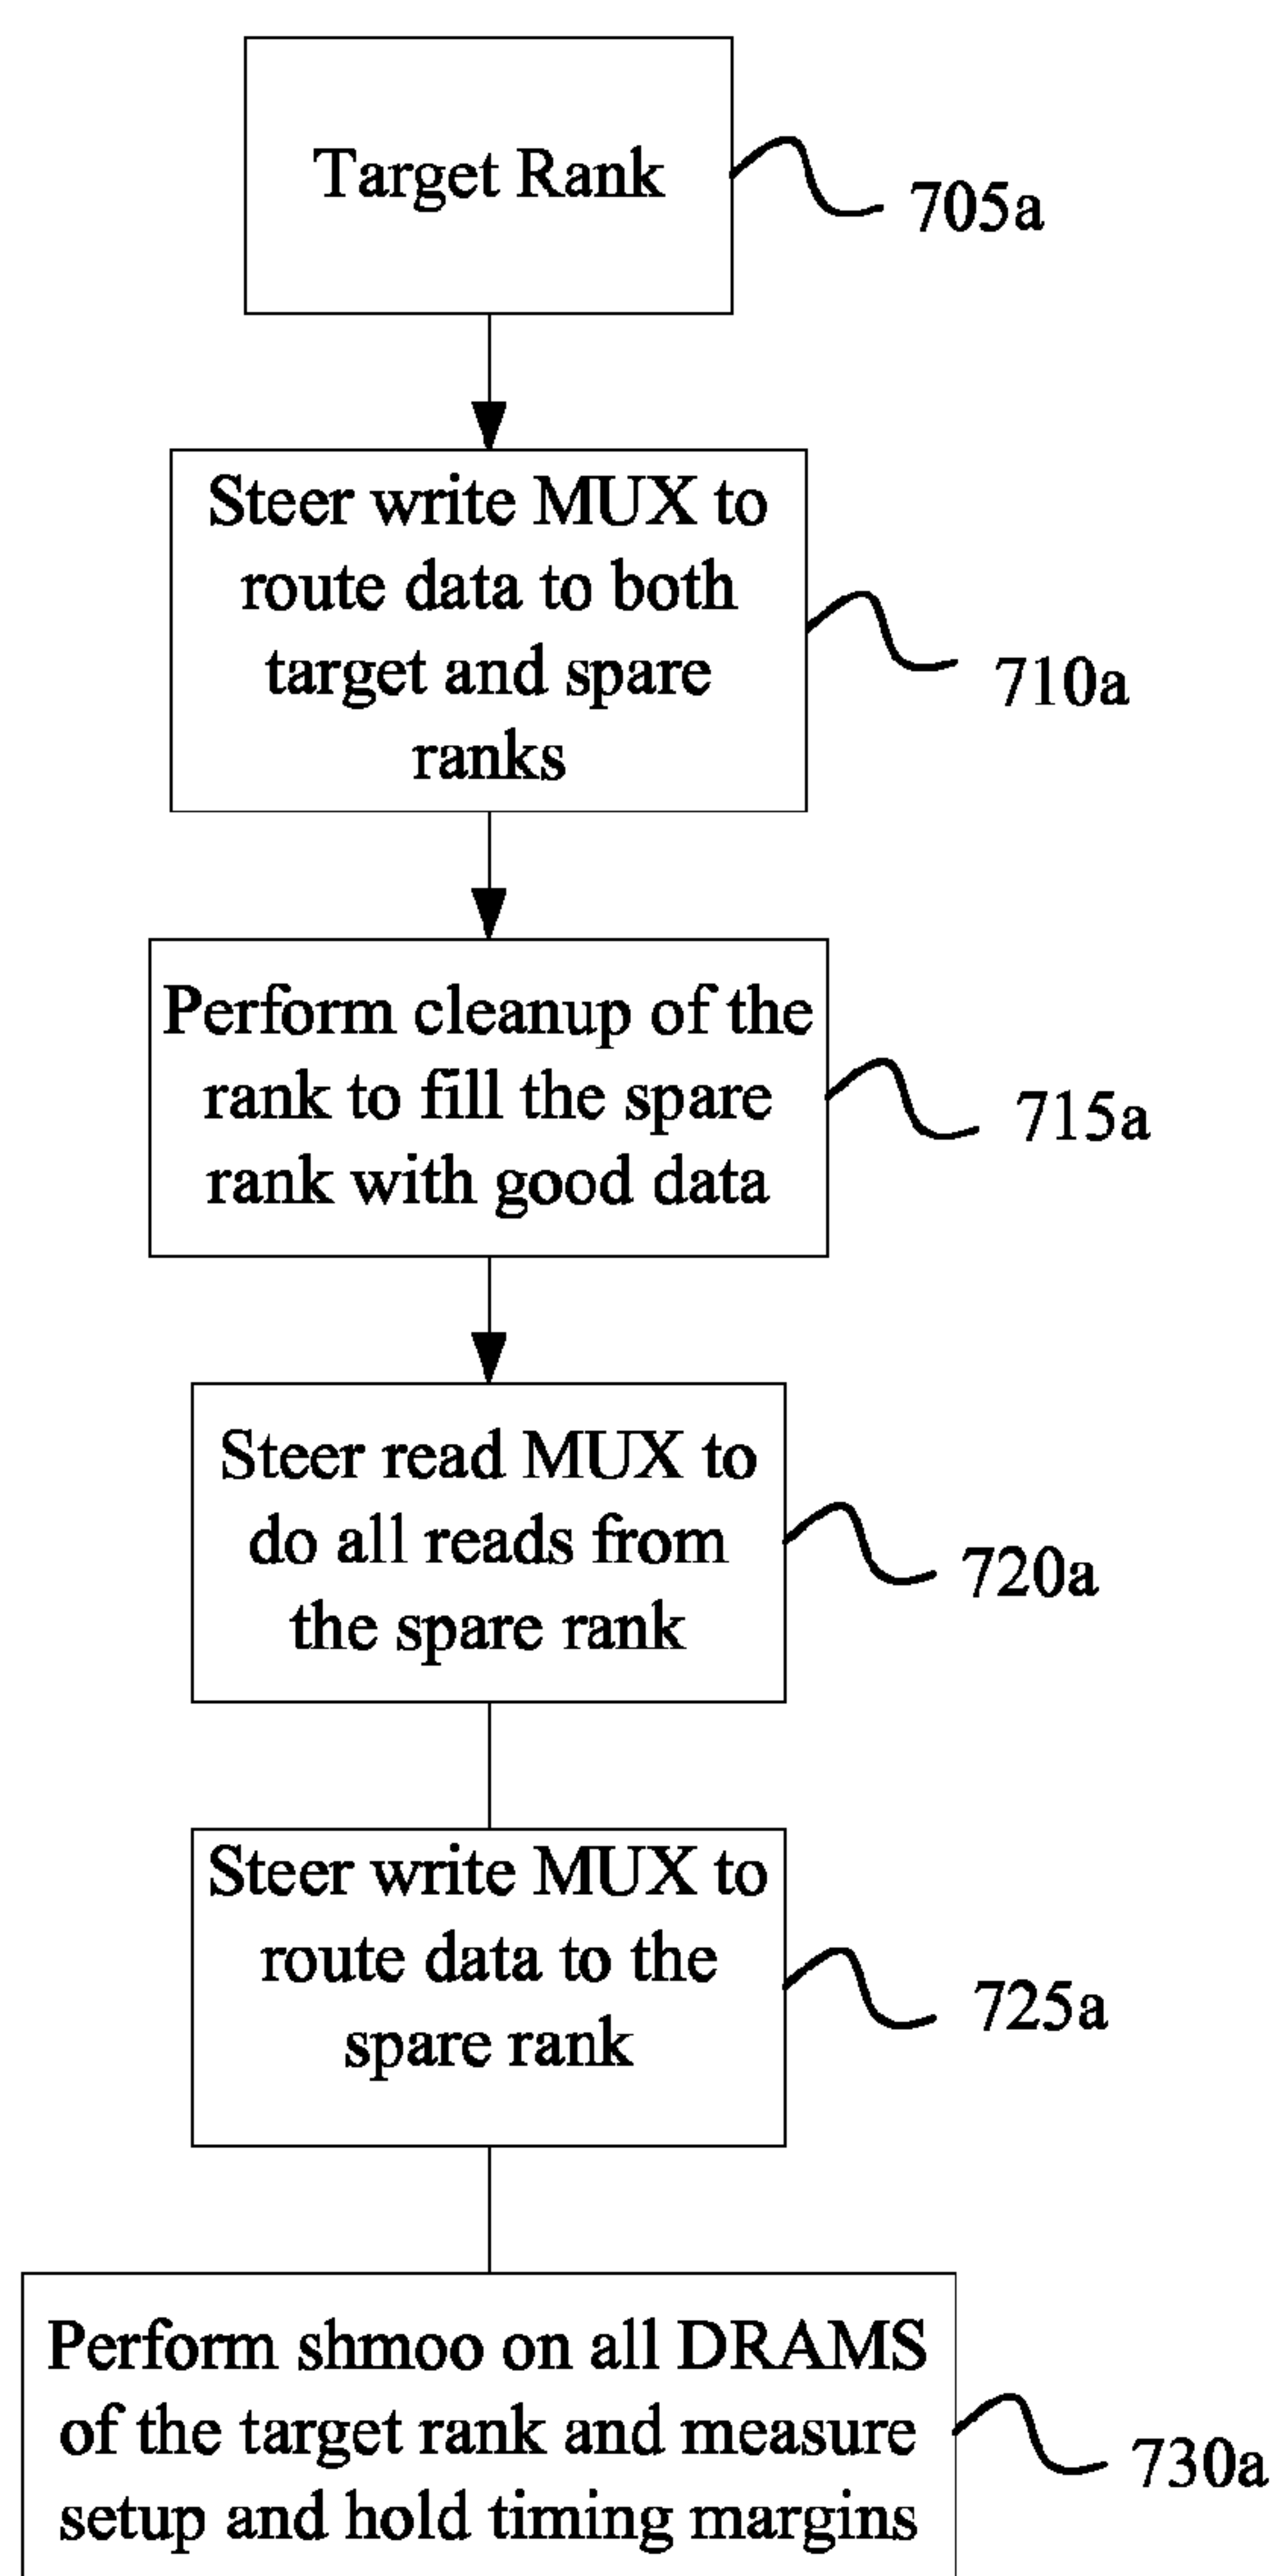 Target Rank
705a
Steer write MUX to
route data to both
target and spare
ranks
710a
Perform cleanup of the
rank to fill the spare
rank with good data
715a
Steer read MUX to
do all reads from
the spare rank
720a
Steer write MUX to
route data to the
spare rank
725a
Perform shmoo on all DRAMS
of the target rank and measure
setup and hold timing margins
730a